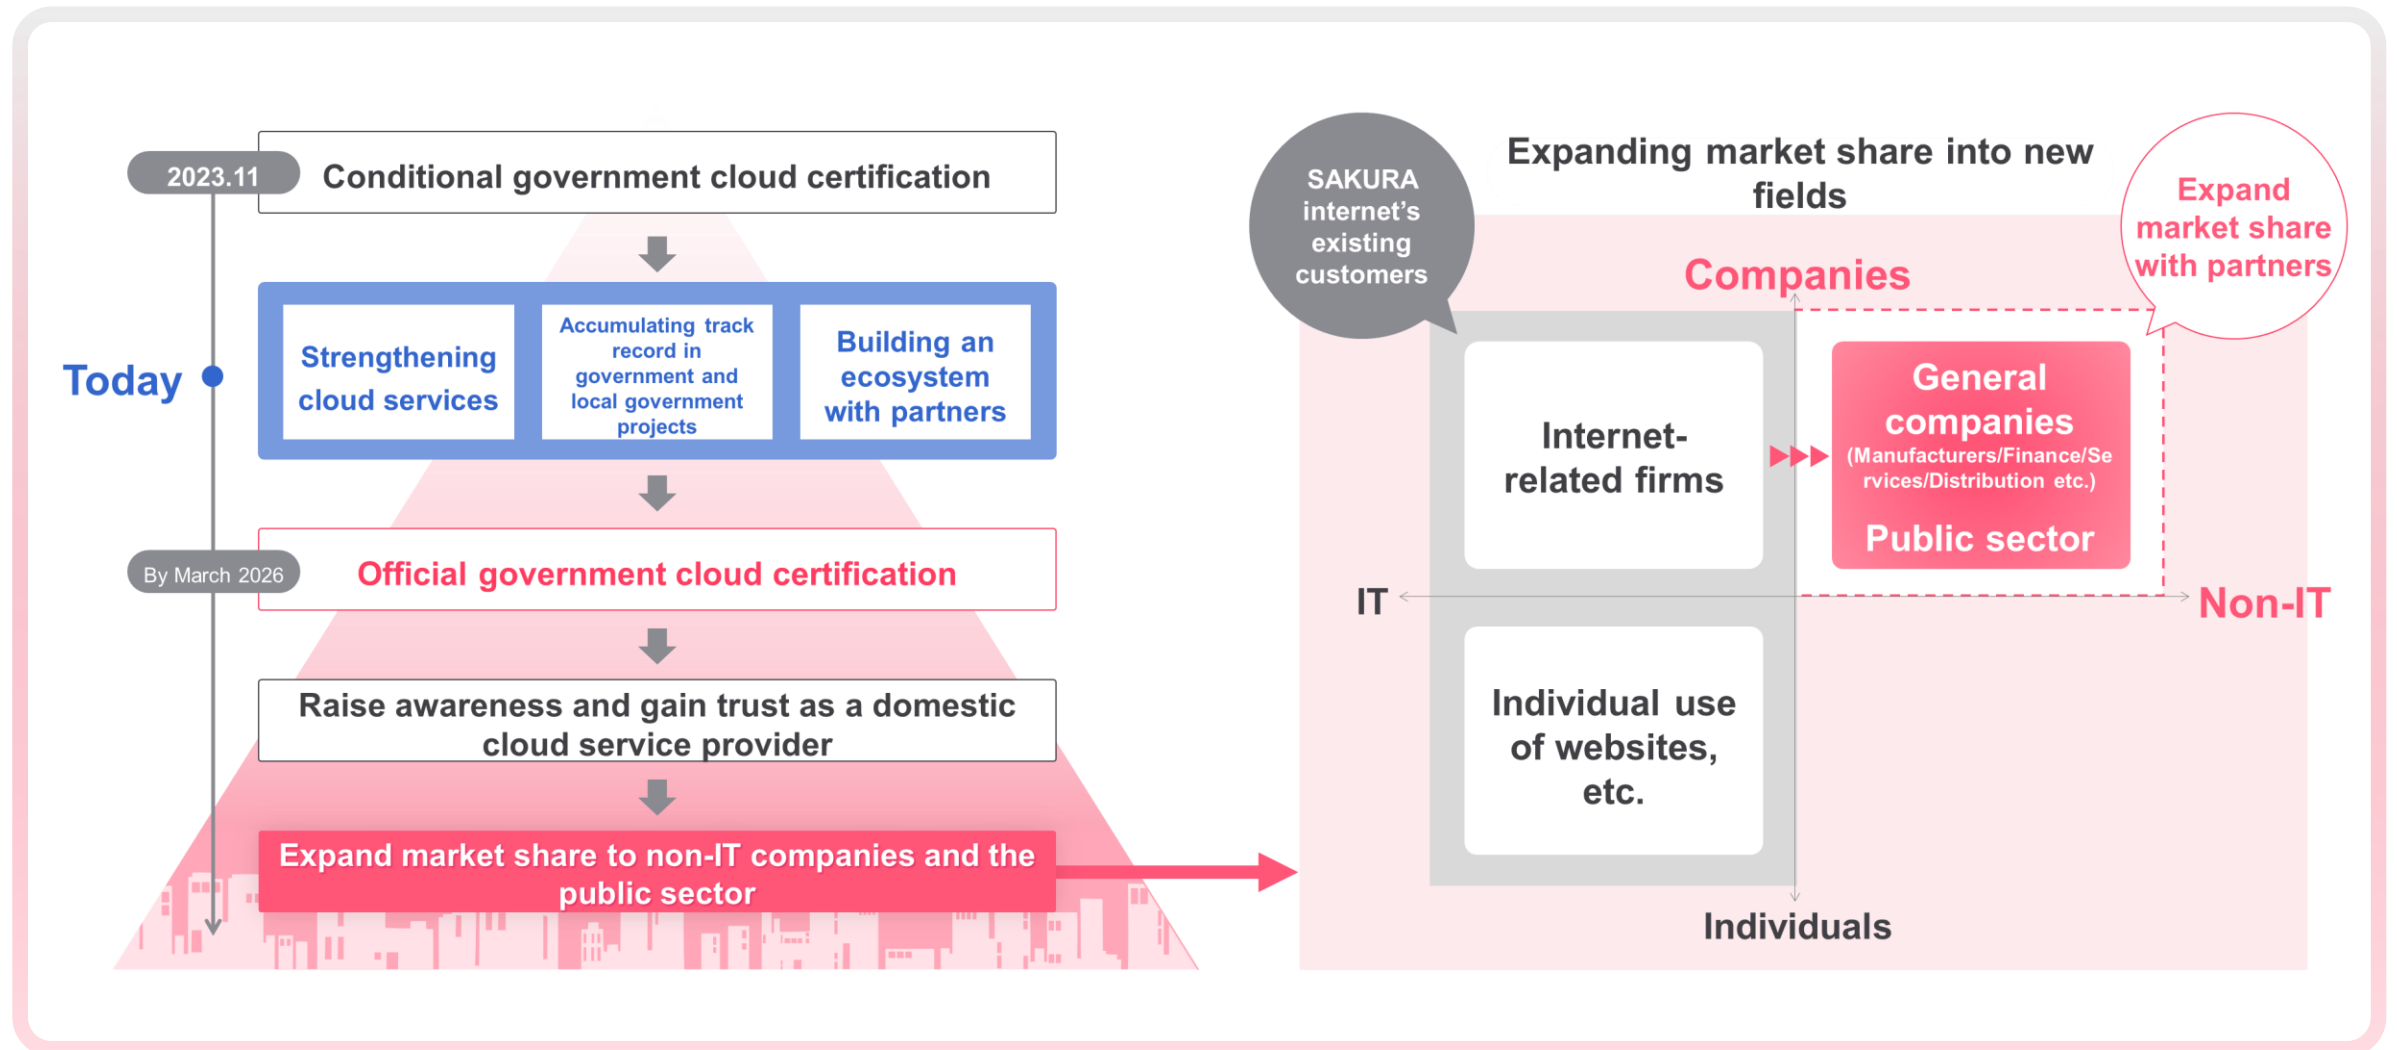 2023.11
Conditional government cloud certification
Today
Strengthening
cloud services
Accumulating track
record in
government and
local government
projects
Building an
ecosystem
with partners
By March 2026
Official government cloud certification
Raise awareness and gain trust as a domestic
cloud service provider
Expand market share to non-IT companies and the
public sector
SAKURA
internet’s
existing
customers
Expanding market share into new
fields
Expand
market share
with partners
Companies
Internet-
related firms
General
companies
(Manufacturers/Finance/Se
rvices/Distribution etc.)
Public sector
IT
Non-IT
Individual use
of websites,
etc.
Individuals